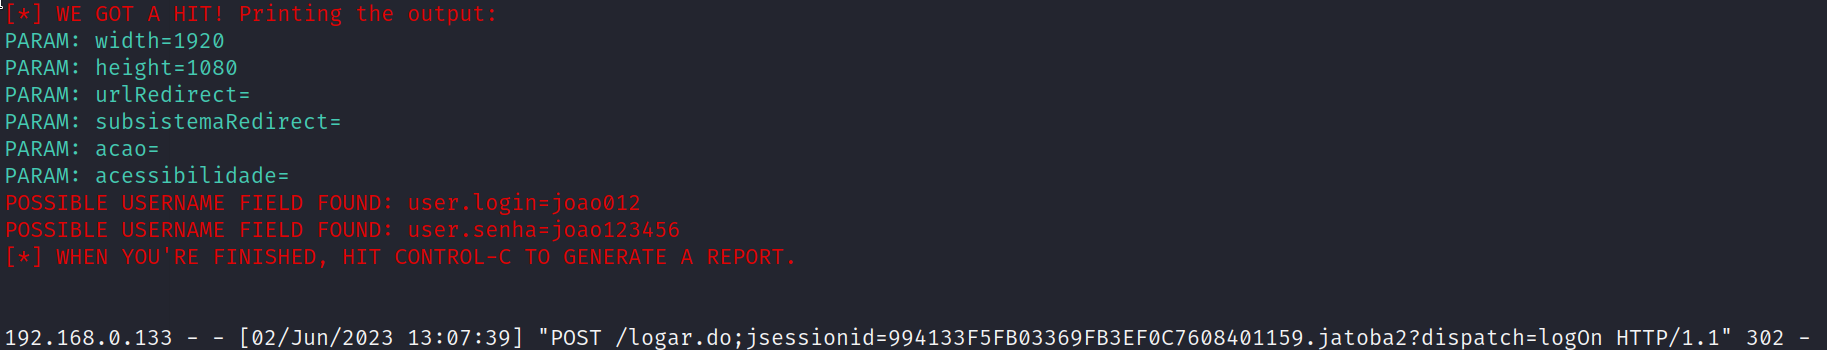 [*] WE GOT A HIT! Printing the output:
PARAM: width=1920
PARAM: height=1080
PARAM: urlRedirect=
PARAM: subsistemaRedirect=
PARAM: acao=
PARAM: acessibilidade=
POSSIBLE USERNAME FIELD FOUND: user.login=joao012
POSSIBLE USERNAME FIELD FOUND: user.senha=joao123456
[*] WHEN YOU'RE FINISHED, HIT CONTROL-C TO GENERATE A REPORT.
192.168.0.133 - - [02/Jun/2023 13:07:39] "POST /logar.do;jsessionid=994133F5FB03369FB3EF0C7608401159.jatoba2?dispatch=logOn HTTP/1.1" 302 -